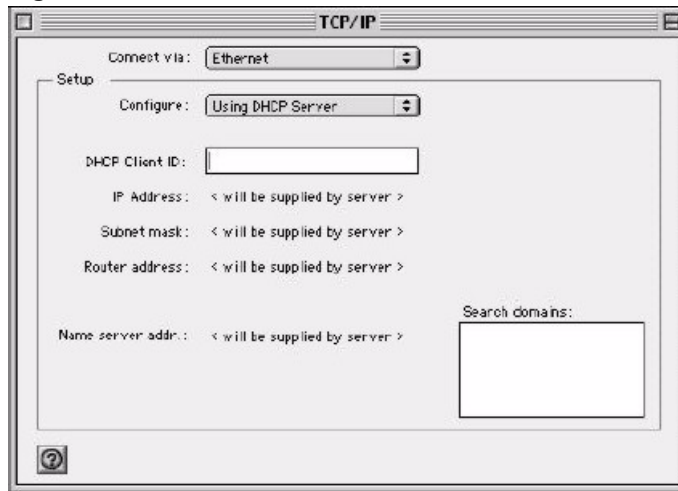 TCP/IP
Connect via: Ethernet
Setup
Configure: Using DHCP Server
DHCP Client ID:
IP Address: < will be supplied by server >
Subnet mask: < will be supplied by server >
Router address: < will be supplied by server >
Search domains:
Name server addr.: < will be supplied by server >
?